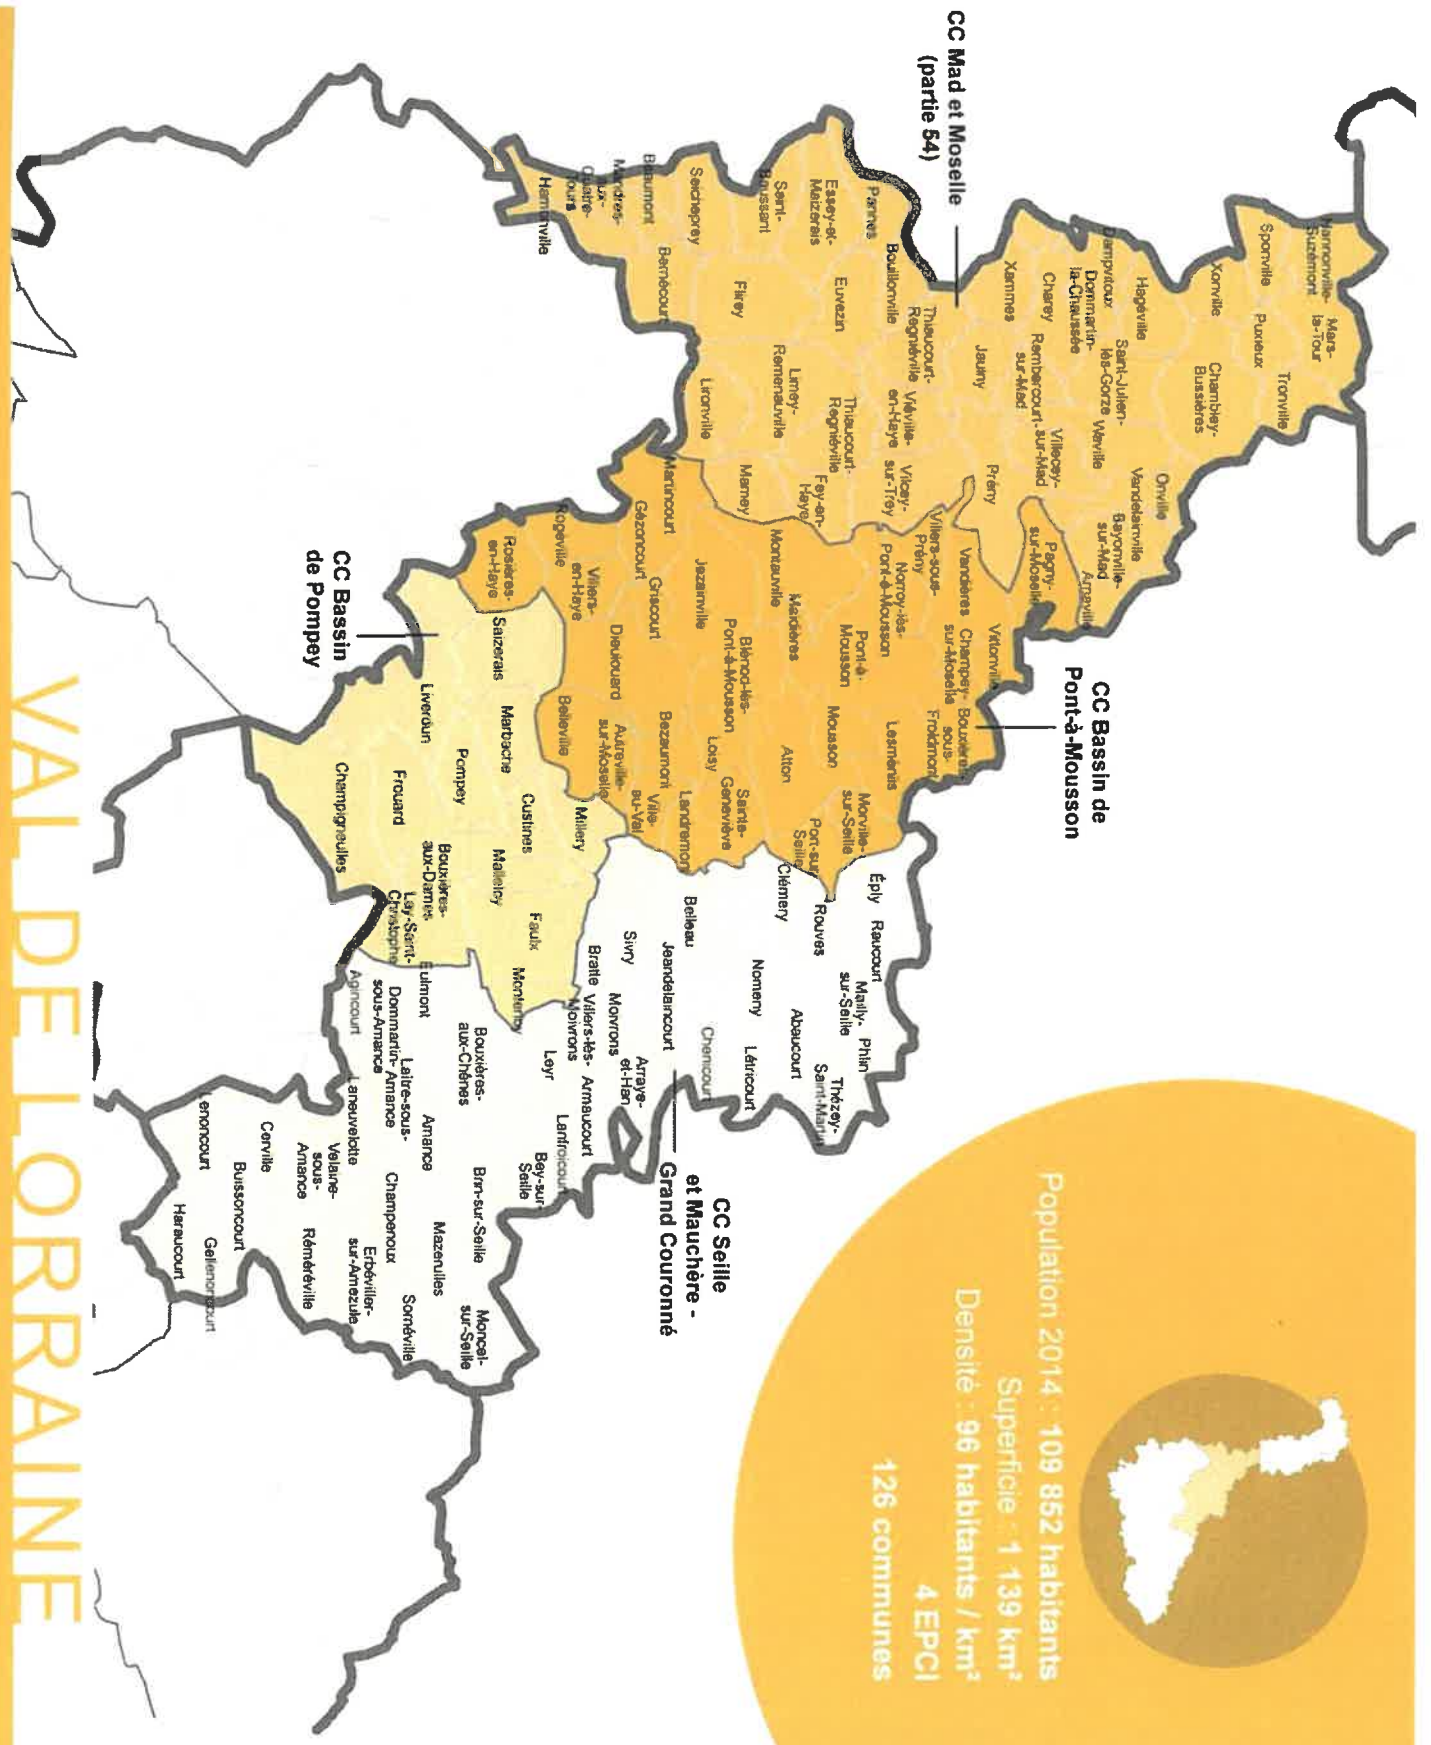 VAL DE LORRAINE
Population 2014 : 109 852 habitants
Superficie : 1 139 km²
Densité : 96 habitants / km²
4 EPCI
126 communes
CC Mad et Moselle
(partie 54)
Hannonville-
Suzémont
Mars-
la-Tour
Sponville
Puxieux
Tronville
Xonville
Chambley-
Bussières
Hagéville
Saint-Julien-
lès-Gorze
Onville
Vandelainville
Bayonville-
sur-Mad
Dampvitoux
Dommartin-
la-Chaussée
Waville
Arnaville
Charey
Rembercourt-
sur-Mad
Villecey-
sur-Mad
Xammes
Jaulny
Prény
Thiaucourt-
Regniéville
Viéville-
en-Haye
Vilcey-
sur-Trey
Bouillonville
Pannes
Essey-et-
Maizerais
Euvezin
Thiaucourt-
Regniéville
Fey-en-
Haye
Saint-
Baussant
Limey-
Remenauville
Flirey
Mamey
Lironville
Seicheprey
Bernécourt
Beaumont
Mandres-
aux-
Quatre-
Tours
Hamonville
CC Bassin de
Pont-à-Mousson
Pagny-
sur-Moselle
Vittonville
Vandières
Champey-
sur-Moselle
Bouxières-
sous-
Froidmont
Villers-sous-
Prény
Norroy-lès-
Pont-à-Mousson
Lesménils
Pont-à-
Mousson
Mousson
Morville-
sur-Seille
Port-sur-
Seille
Maidières
Montauville
Atton
Blénod-lès-
Pont-à-Mousson
Loisy
Sainte-
Geneviève
Jezainville
Landremont
Martincourt
Gézoncourt
Griscourt
Bezaumont
Ville-
au-Val
Dieulouard
Autreville-
sur-Moselle
Villers-
en-Haye
Rogéville
Belleville
Rosières-
en-Haye
CC Bassin
de Pompey
Saizerais
Marbache
Millery
Custines
Malleloy
Faulx
Montenoy
Pompey
Liverdun
Frouard
Bouxières-
aux-Dames
Lay-Saint-
Christophe
Champigneulles
CC Seille
et Mauchère -
Grand Couronné
Éply
Raucourt
Mailly-
sur-Seille
Phlin
Thézey-
Saint-Martin
Rouves
Clémery
Abaucourt
Nomeny
Létricourt
Chenicourt
Belleau
Jeandelaincourt
Sivry
Moivrons
Arraye-
et-Han
Bratte
Villers-lès-
Moivrons
Armaucourt
Leyr
Lanfroicourt
Bey-sur-
Seille
Bouxières-
aux-Chênes
Brin-sur-Seille
Moncel-
sur-Seille
Eulmont
Amance
Mazerulles
Dommartin-
sous-Amance
Laître-sous-
Amance
Champenoux
Sornéville
Agincourt
Laneuvelotte
Erbéviller-
sur-Amezule
Velaine-
sous-
Amance
Réméréville
Cerville
Buissoncourt
Lenoncourt
Gellenoncourt
Haraucourt